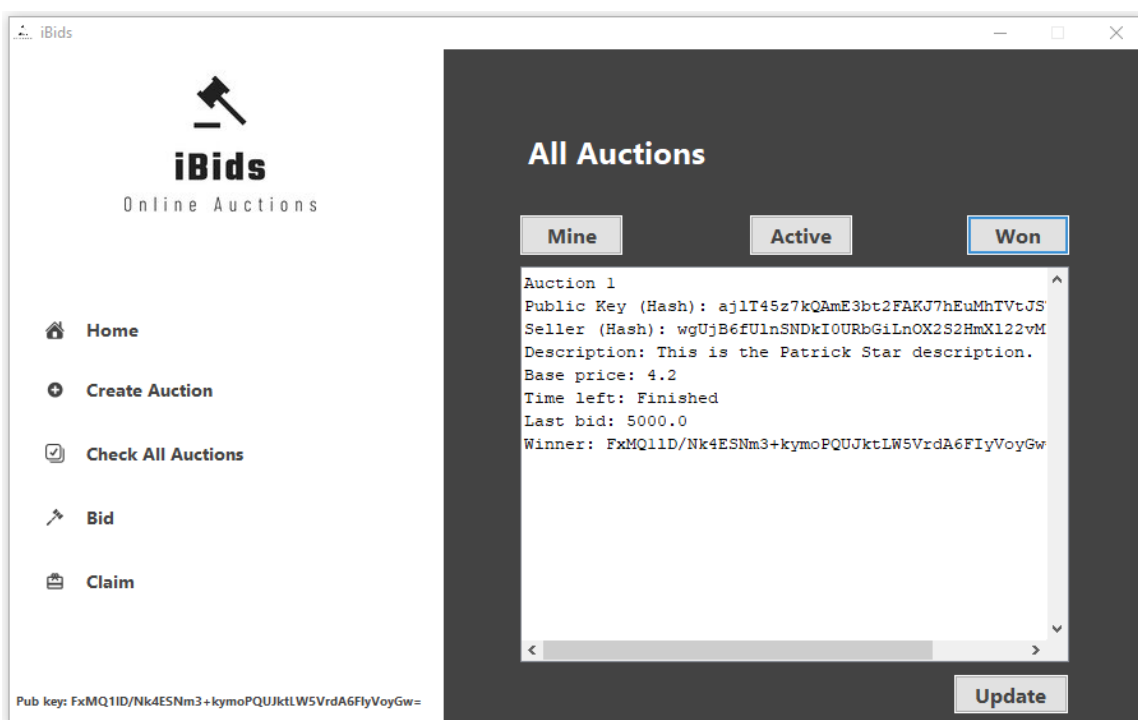 iBids
iBids
Online Auctions
Home
Create Auction
Check All Auctions
Bid
Claim
Pub key: FxMQ1lD/Nk4ESNm3+kymoPQUJktLW5VrdA6FIyVoyGw=
All Auctions
Mine
Active
Won
Auction 1
Public Key (Hash): ajlT45z7kQAmE3bt2FAKJ7hEuMhTVtJS
Seller (Hash): wgUjB6fUlnSNDkI0URbGiLnOX2S2HmXl22vM
Description: This is the Patrick Star description.
Base price: 4.2
Time left: Finished
Last bid: 5000.0
Winner: FxMQ1lD/Nk4ESNm3+kymoPQUJktLW5VrdA6FIyVoyGw
Update